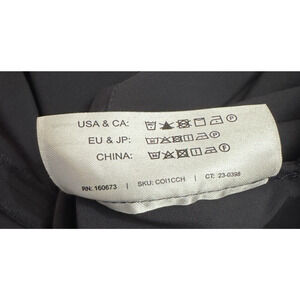 USA & CA:
EU & JP:
CHINA:
RN: 160673 | SKU: COI1CCH | CT: 23-0398